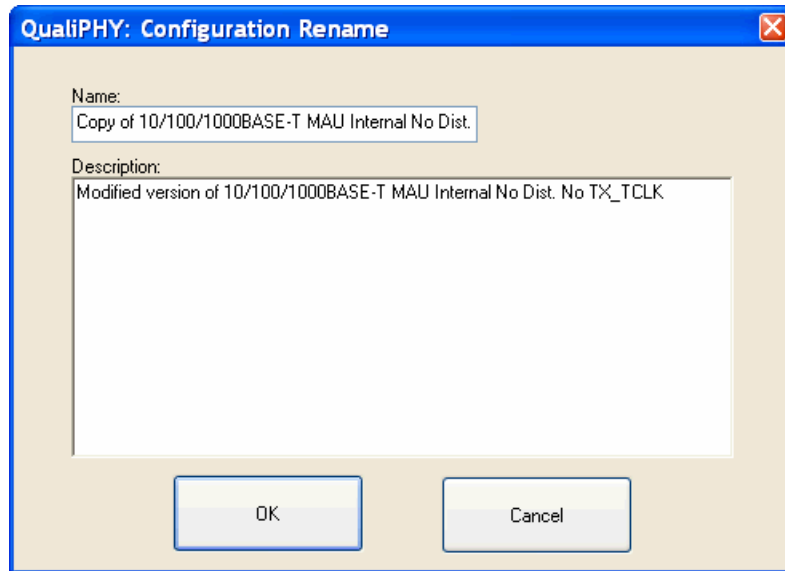 QualiPHY: Configuration Rename
Name:
Copy of 10/100/1000BASE-T MAU Internal No Dist.
Description:
Modified version of 10/100/1000BASE-T MAU Internal No Dist. No TX_TCLK
OK
Cancel